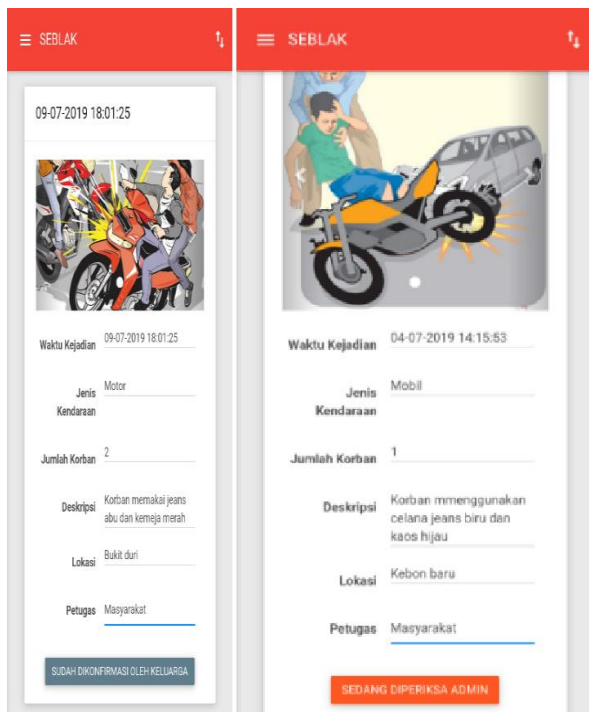 SEBLAK
09-07-2019 18:01:25
Waktu Kejadian 09-07-2019 18:01:25
Jenis Kendaraan Motor
Jumlah Korban 2
Deskripsi Korban memakai jeans
abu dan kemeja merah
Lokasi Bukit duri
Petugas Masyarakat
SUDAH DIKONFIRMASI OLEH KELUARGA
SEBLAK
Waktu Kejadian 04-07-2019 14:15:53
Jenis Kendaraan Mobil
Jumlah Korban 1
Deskripsi Korban mmenggunakan
celana jeans biru dan
kaos hijau
Lokasi Kebon baru
Petugas Masyarakat
SEDANG DIPERIKSA ADMIN